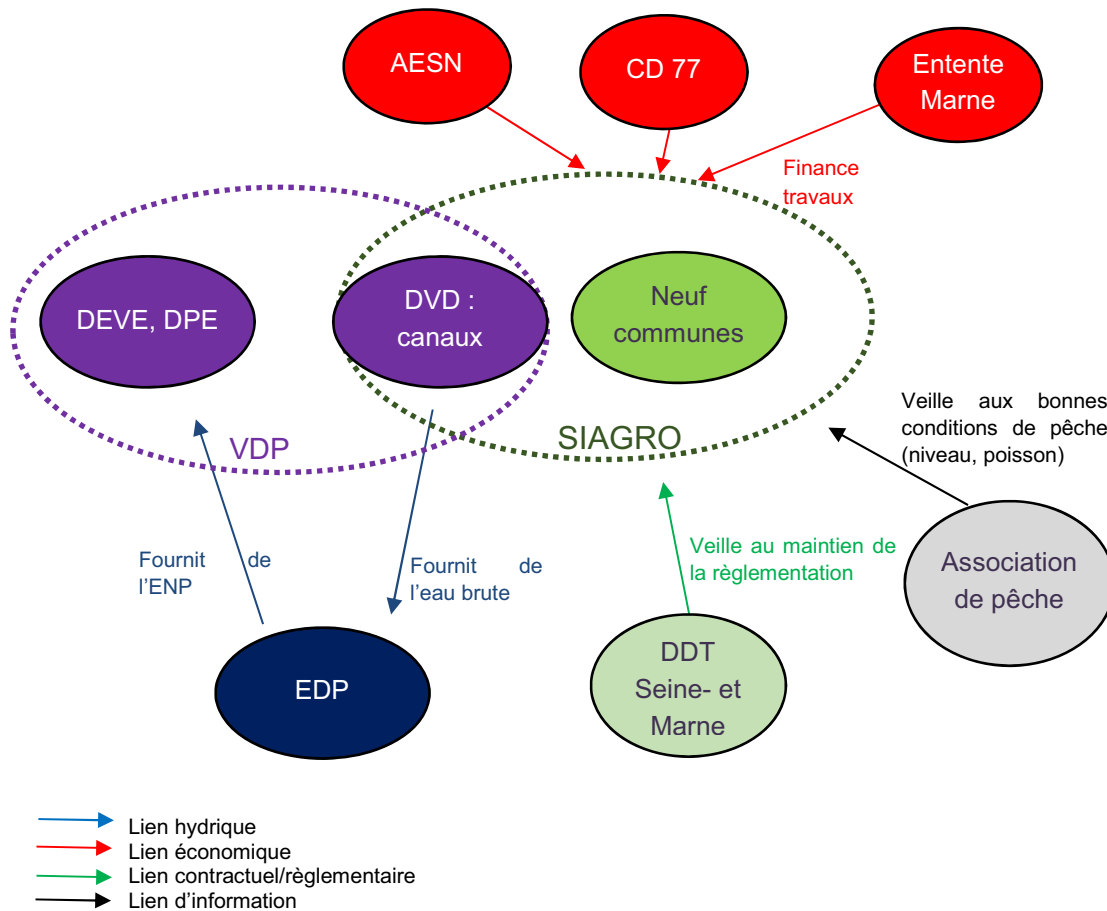 AESN
CD 77
Entente
Marne
Finance
travaux
DEVE, DPE
DVD :
canaux
Neuf
communes
VDP
SIAGRO
Veille aux bonnes
conditions de pêche
(niveau, poisson)
Fournit de
l'ENP
Fournit de
l'eau brute
Veille au maintien de
la règlementation
Association
de pêche
EDP
DDT
Seine- et
Marne
Lien hydrique
Lien économique
Lien contractuel/règlementaire
Lien d'information